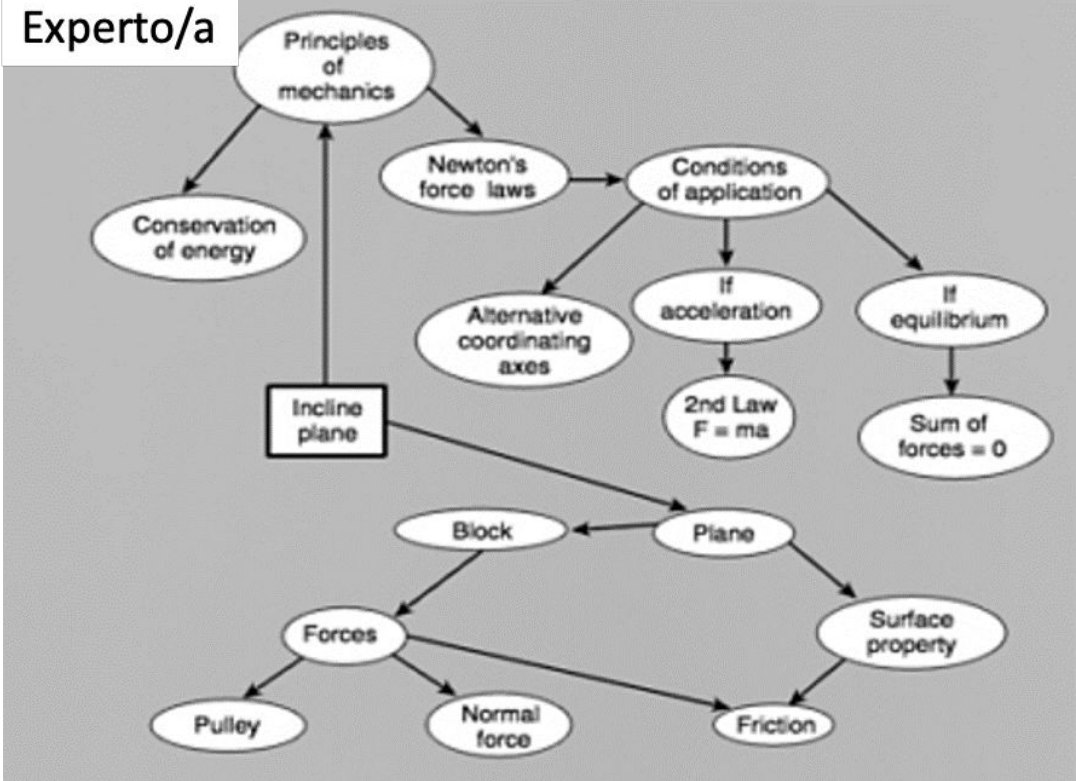 Experto/a
Principles
of
mechanics
Newton's
force laws
Conditions
of application
Conservation
of energy
Alternative
coordinating
axes
If
acceleration
If
equilibrium
2nd Law
F = ma
Sum of
forces = 0
Incline
plane
Block
Plane
Forces
Surface
property
Pulley
Normal
force
Friction